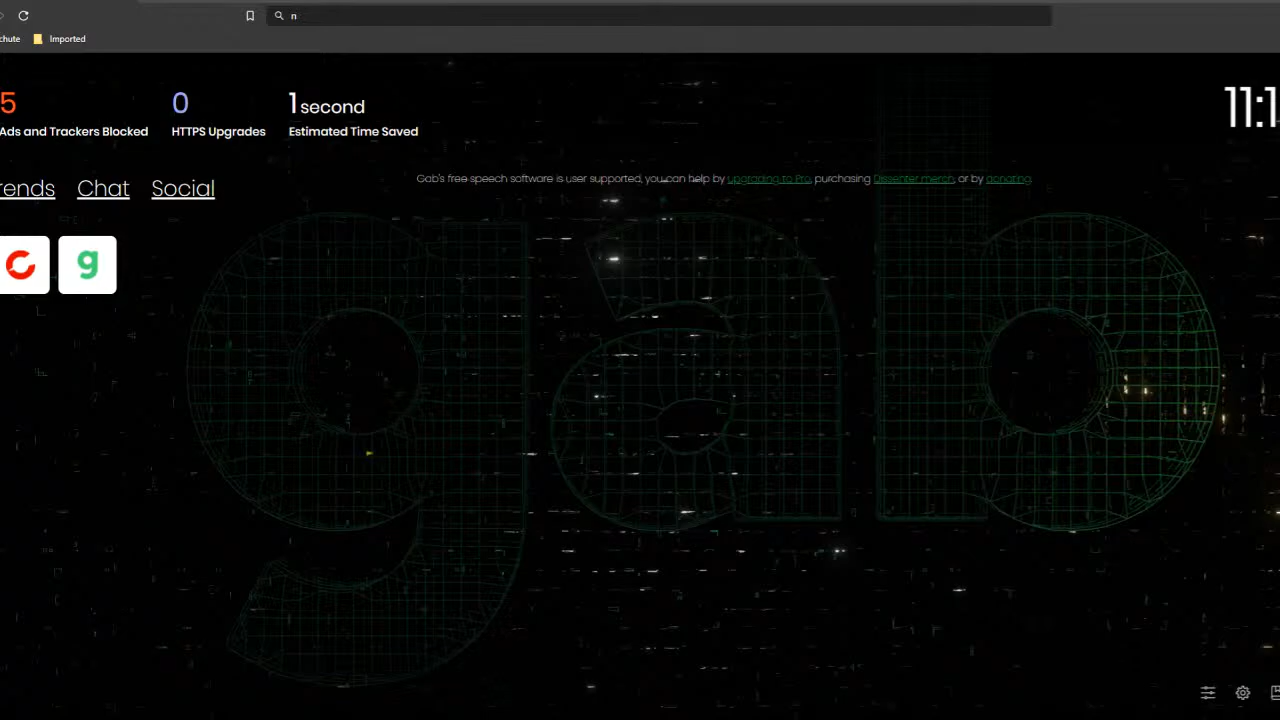 n
chute Imported
5 0 1 second 11:1
Ads and Trackers Blocked HTTPS Upgrades Estimated Time Saved
Gab's free speech software is user supported, you can help by upgrading to Pro, purchasing Dissenter merch, or by donating.
rends Chat Social
g
gab